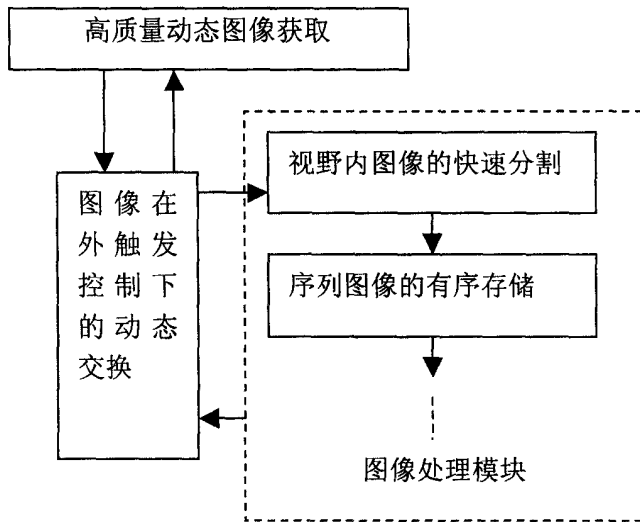 高质量动态图像获取
视野内图像的快速分割
图像在
外触发
控制下
的动态
交换
序列图像的有序存储
图像处理模块